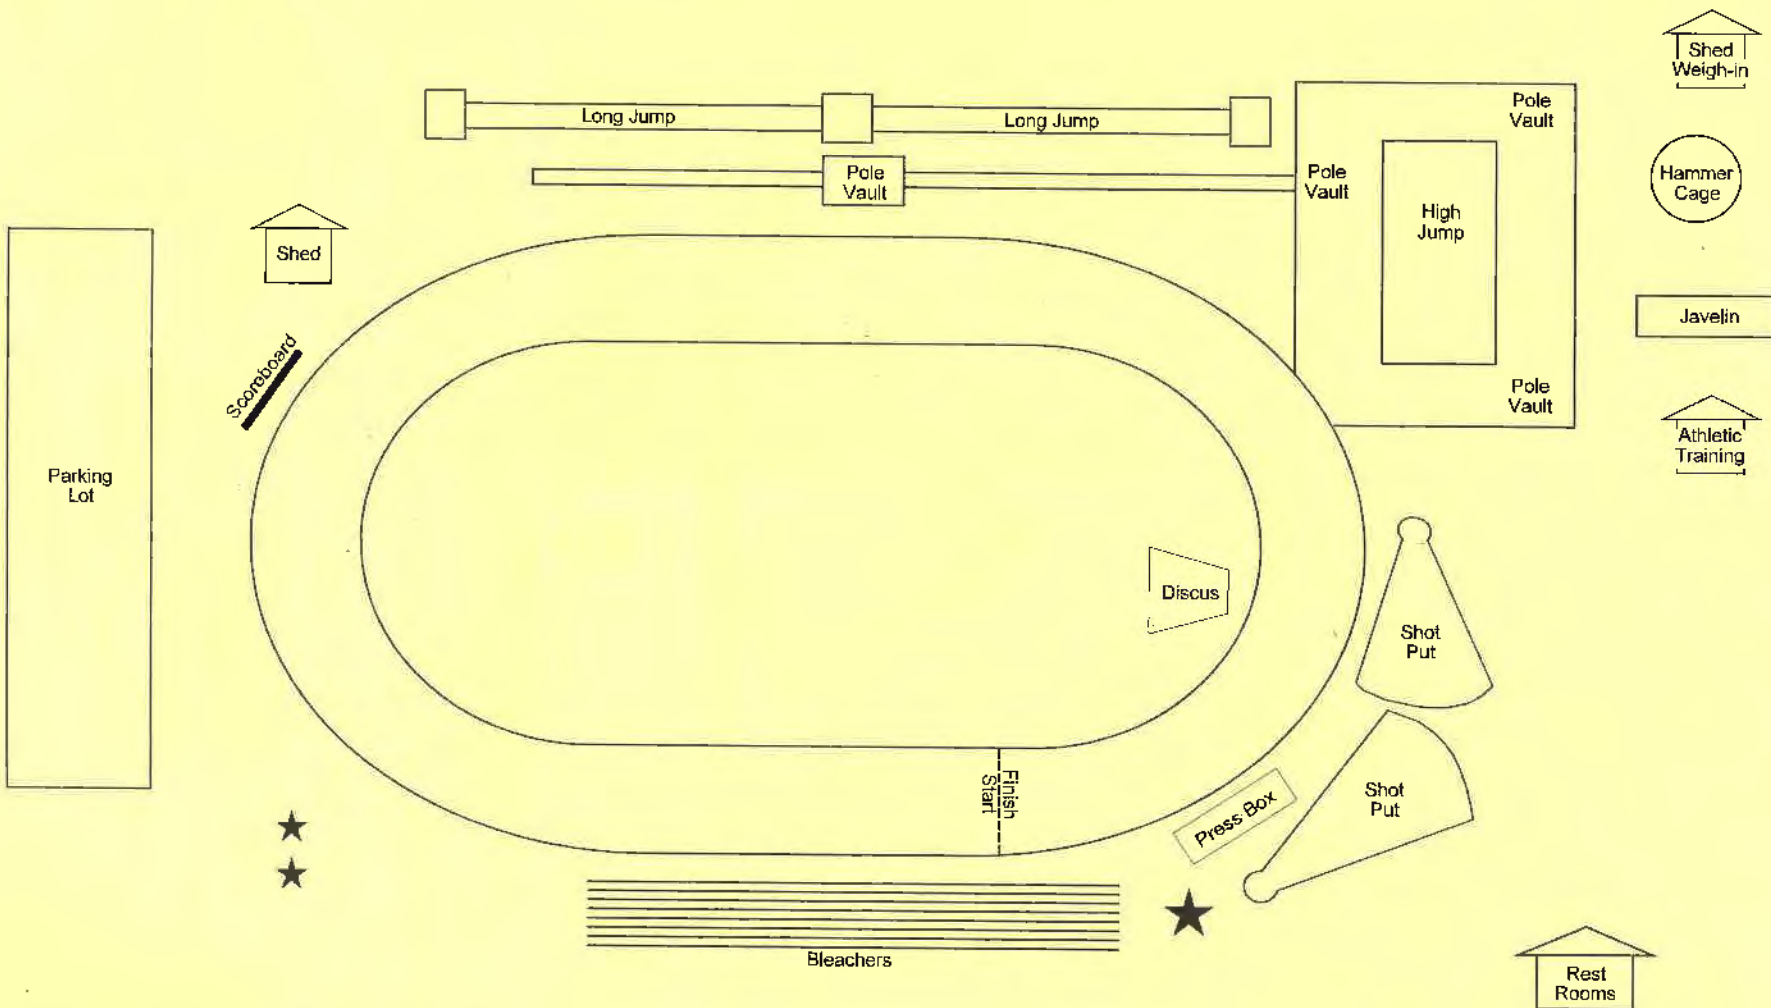 Shed
Weigh-in
Long Jump
Long Jump
Pole
Vault
Pole
Vault
Pole
Vault
Hammer
Cage
High
Jump
Shed
Javelin
Scoreboard
Pole
Vault
Athletic
Training
Parking
Lot
Discus
Shot
Put
Finish
Start
Shot
Put
Press Box
Bleachers
Rest
Rooms